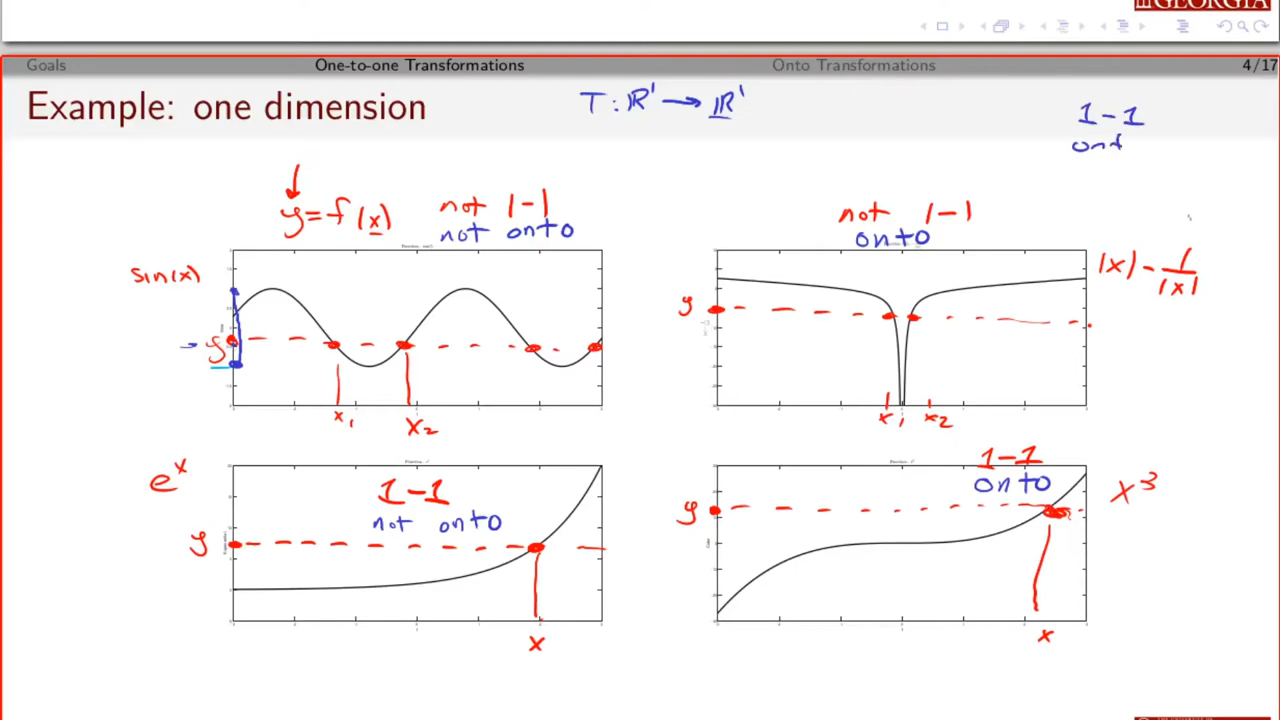 GEORGIA
Goals One-to-one Transformations Onto Transformations 4/17
Example: one dimension
T: ℝ¹ → ℝ¹
1-1
ont
y=f(x)
not 1-1
not onto
sin(x)
y
x₁ x₂
not 1-1
onto
|x| - 1/|x|
y
x₁ x₂
eˣ
1-1
not onto
y
x
1-1
onto
x³
y
x